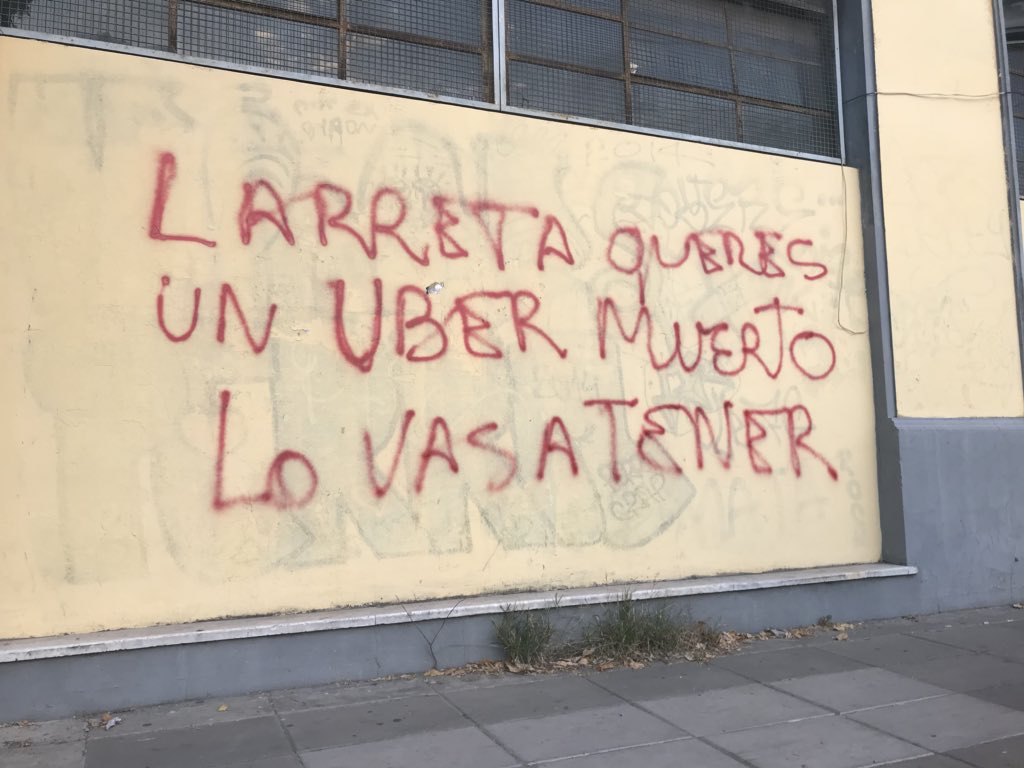 LARRETA QUERES
UN UBER MUERTO
LO VAS A TENER